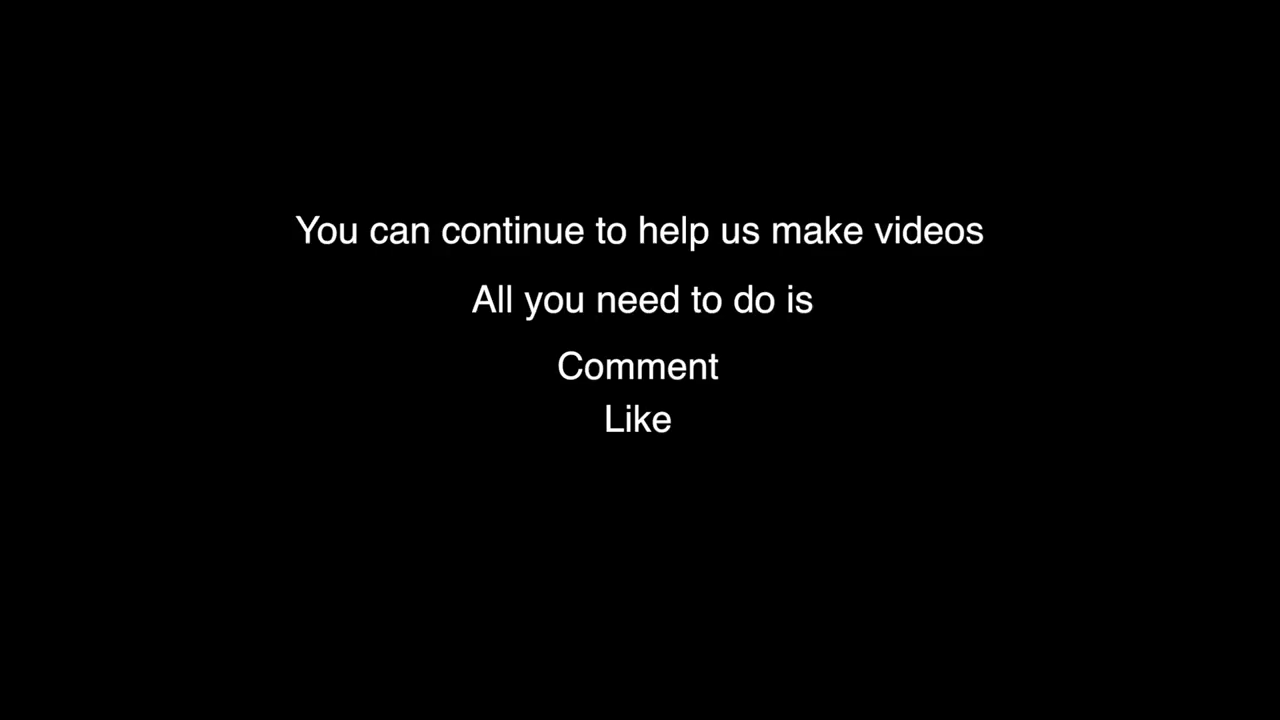 You can continue to help us make videos
All you need to do is
Comment
Like